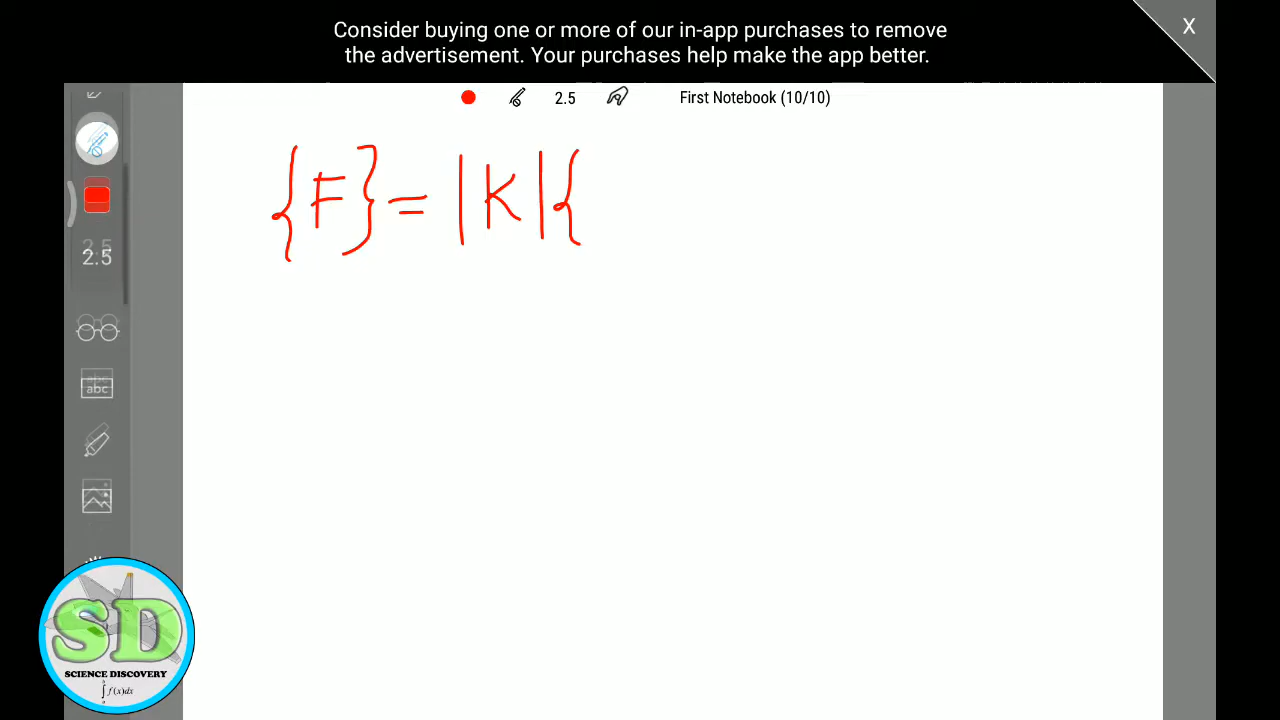 Consider buying one or more of our in-app purchases to remove
the advertisement. Your purchases help make the app better.
X
2.5 First Notebook (10/10)
{F} = |K|{
2.5
abc
SD
SCIENCE DISCOVERY
∫ f(x)dx